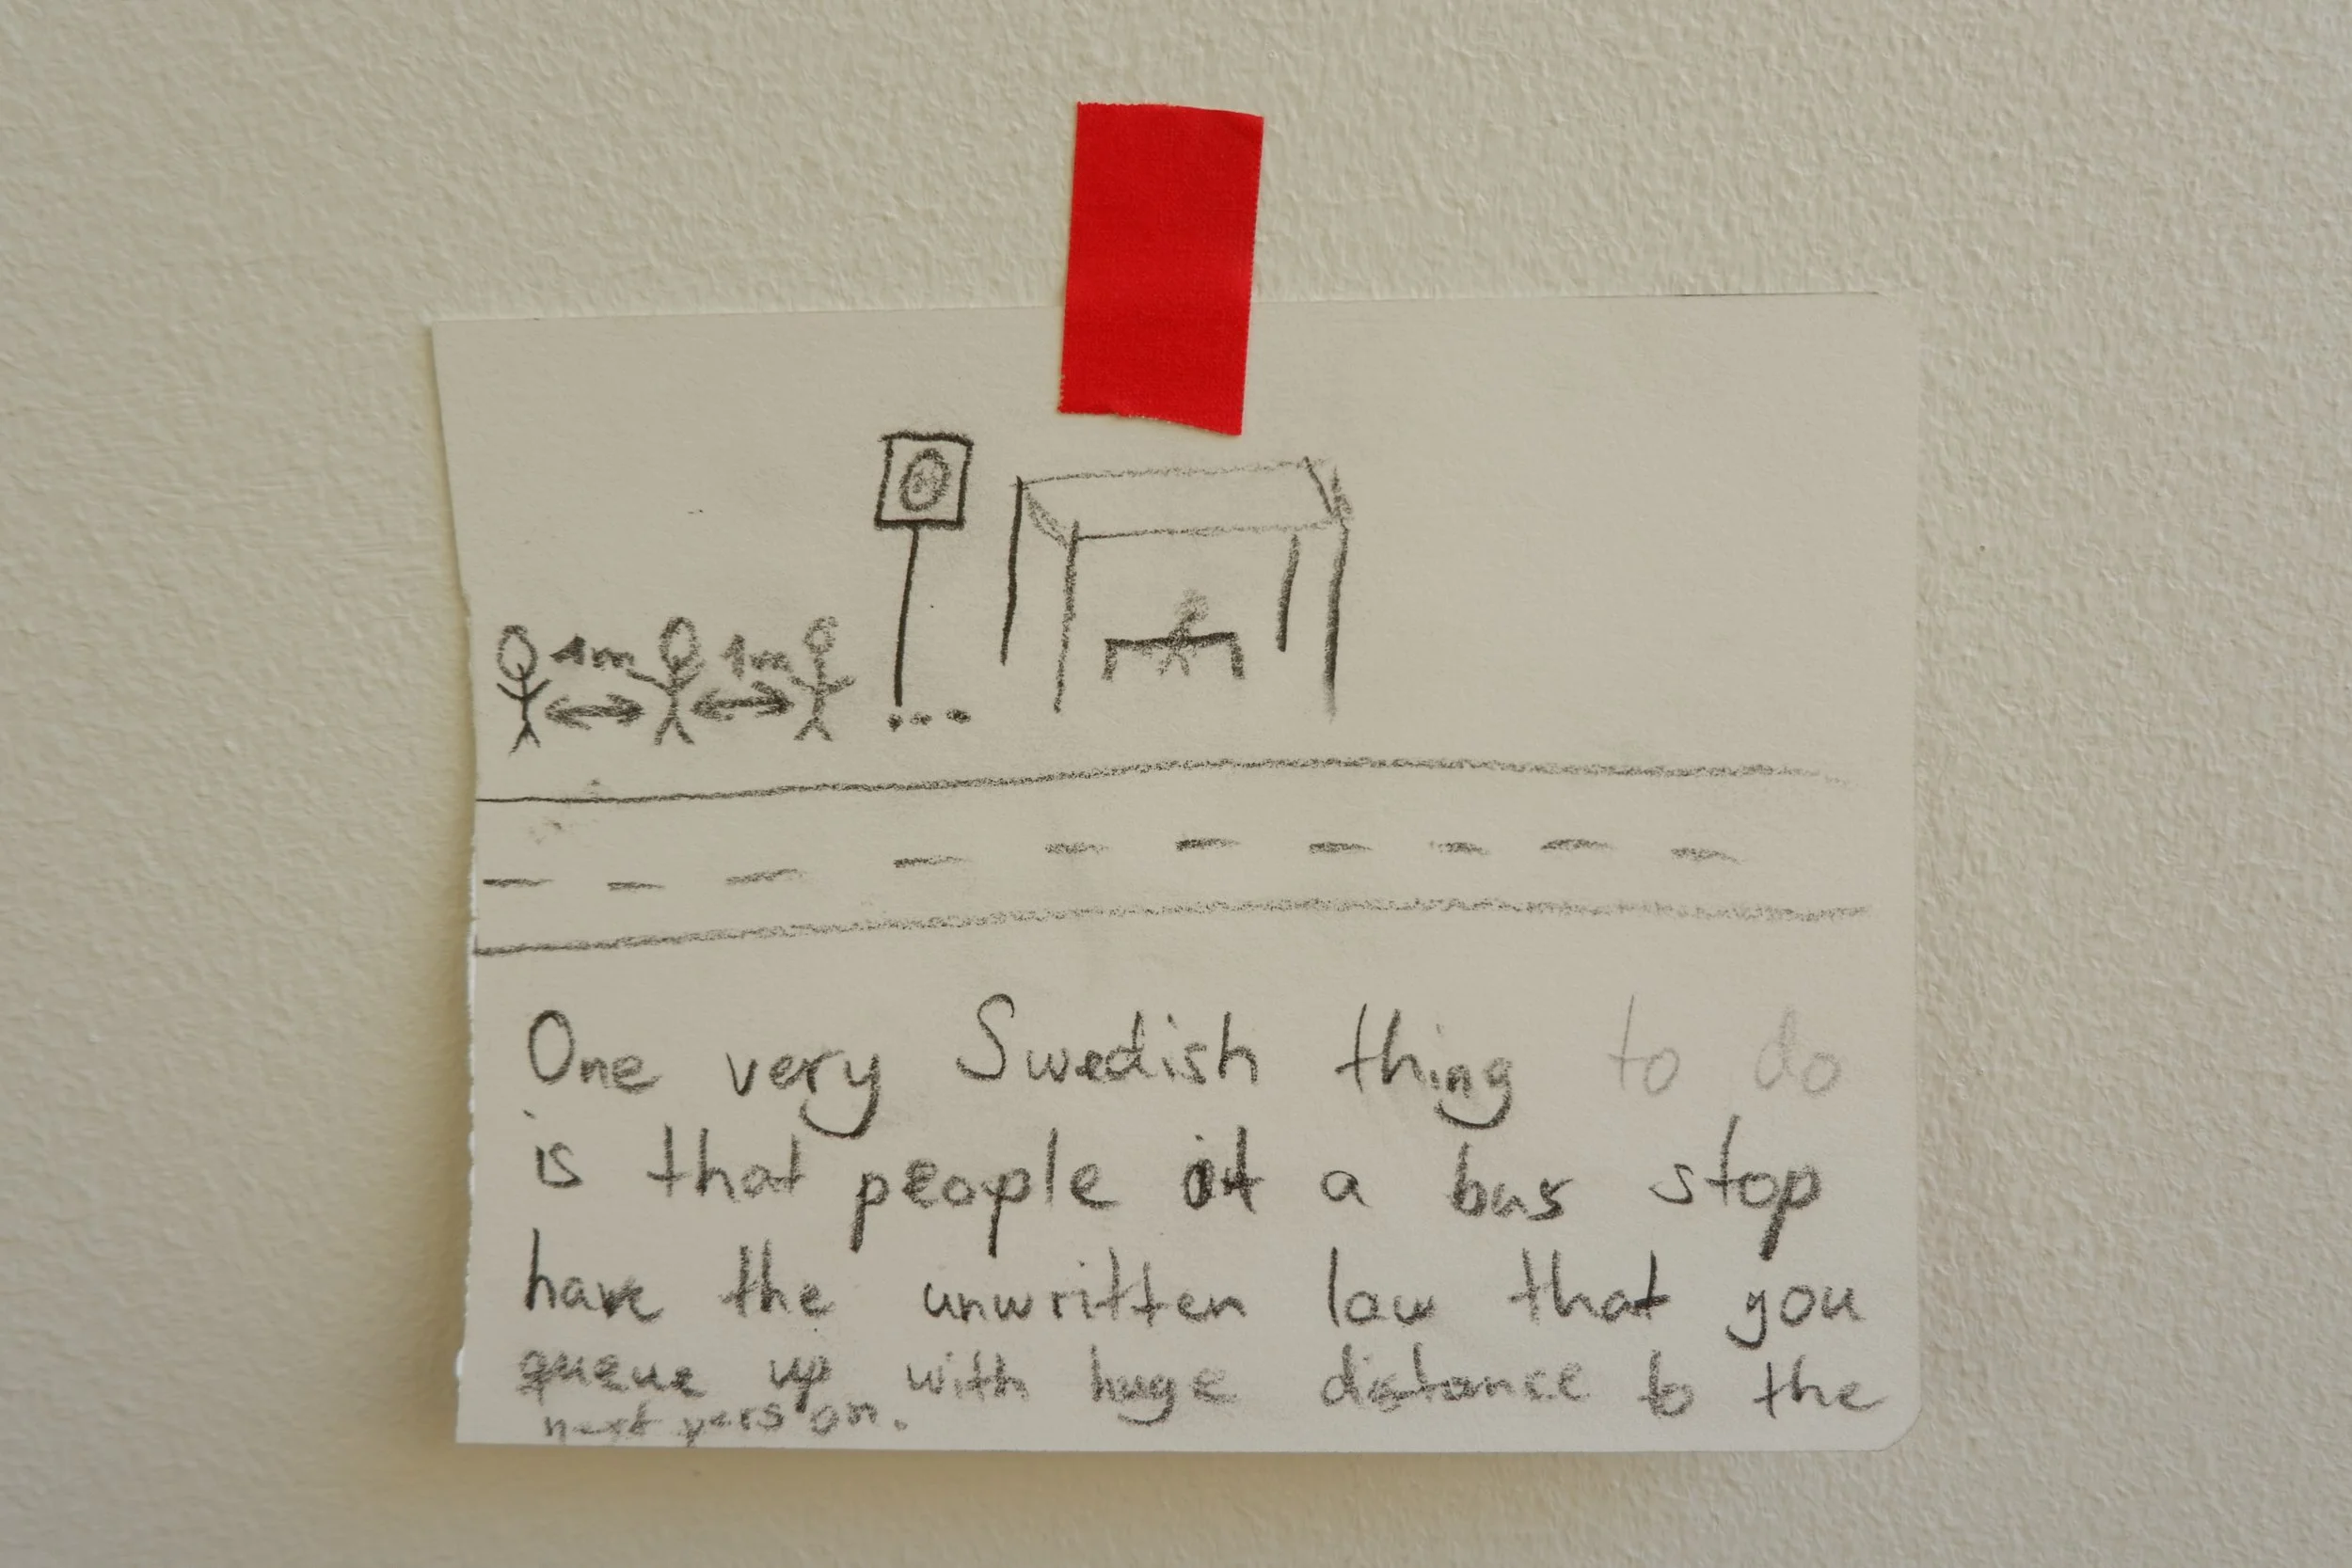 1m 1m
One very Swedish thing to do
is that people at a bus stop
have the unwritten law that you
queue up with huge distance to the
next person.